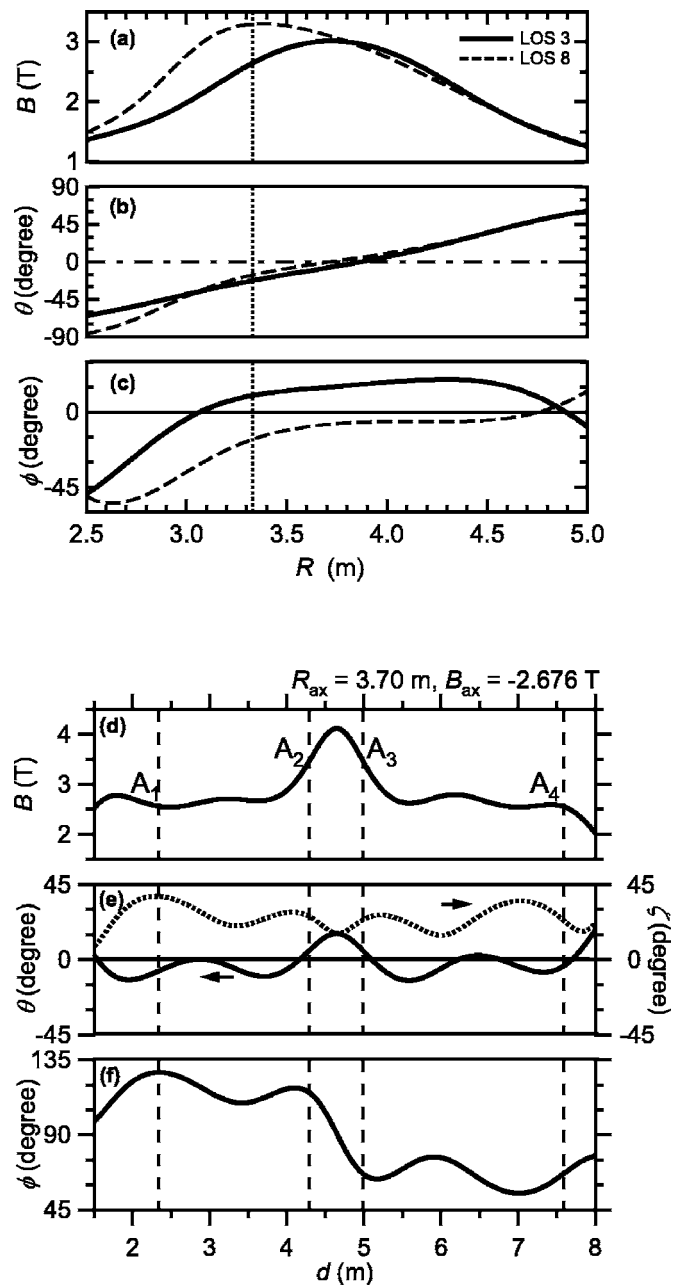 (a)
LOS 3
LOS 8
3
2
1
B (T)
(b)
90
45
0
-45
-90
θ (degree)
(c)
0
-45
ϕ (degree)
2.5 3.0 3.5 4.0 4.5 5.0
R (m)
R_ax = 3.70 m, B_ax = -2.676 T
(d)
4
3
2
B (T)
A_1 A_2 A_3 A_4
(e)
45 45
0 0
-45 -45
θ (degree)
ζ (degree)
(f)
135
90
45
ϕ (degree)
2 3 4 5 6 7 8
d (m)